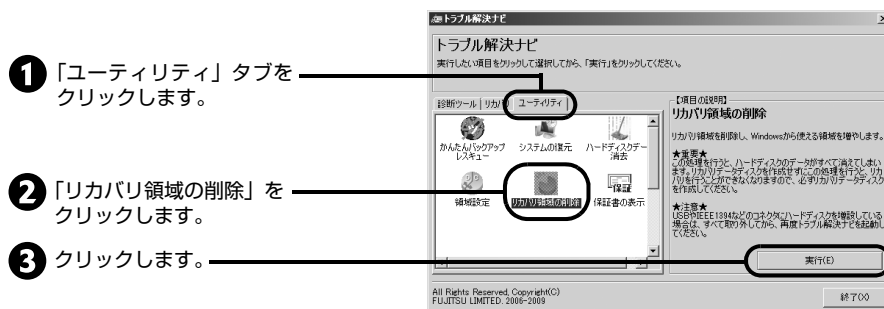 ❶ 「ユーティリティ」タブを
クリックします。
❷ 「リカバリ領域の削除」を
クリックします。
❸ クリックします。
トラブル解決ナビ
トラブル解決ナビ
実行したい項目をクリックして選択してから、「実行」をクリックしてください。
診断ツール リカバリ ユーティリティ
かんたんバックアップ
レスキュー
システムの復元
ハードディスクデー
消去
領域設定
リカバリ領域の削除
保証
保証書の表示
【項目の説明】
リカバリ領域の削除
リカバリ領域を削除し、Windowsから使える領域を増やします。
★重要★
この処理を行うと、ハードディスクのデータがすべて消えてしまい
ます。リカバリデータディスクを作成せずにこの処理を行うと、リカ
バリを行うことができなくなりますので、必ずリカバリデータディスク
を作成してください。
★注意★
USBやIEEE1394などのコネクタにハードディスクを増設している
場合は、すべて取り外してから、再度トラブル解決ナビを起動し
てください。
実行(E)
All Rights Reserved, Copyright(C)
FUJITSU LIMITED. 2006-2009
終了(X)